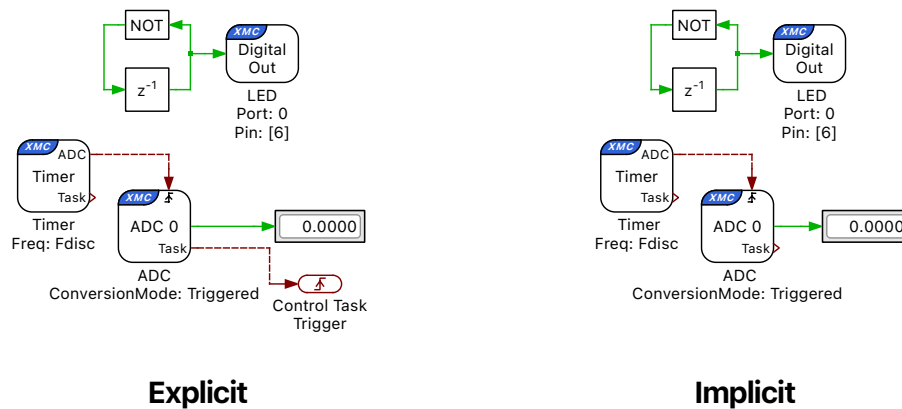 NOT
XMC
Digital
Out
z⁻¹
LED
Port: 0
Pin: [6]
XMC
ADC
Timer
Task
Timer
Freq: Fdisc
XMC
ADC 0
Task
0.0000
ADC
ConversionMode: Triggered
Control Task
Trigger
Explicit
NOT
XMC
Digital
Out
z⁻¹
LED
Port: 0
Pin: [6]
XMC
ADC
Timer
Task
Timer
Freq: Fdisc
XMC
ADC 0
Task
0.0000
ADC
ConversionMode: Triggered
Implicit